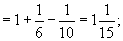 = 1 + 1/6 − 1/10 = 1 1/15;